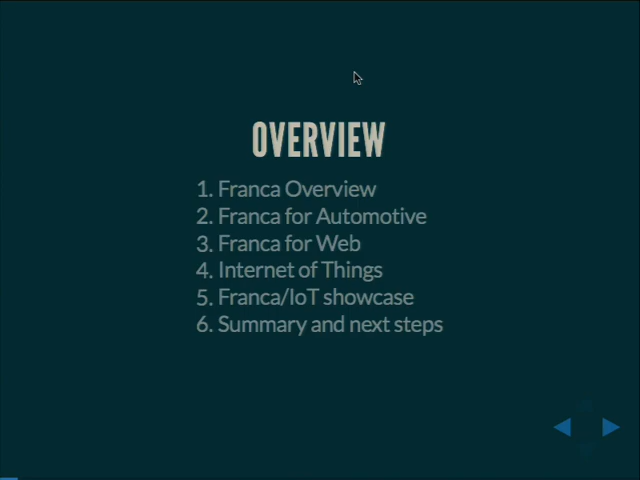 OVERVIEW
1. Franca Overview
2. Franca for Automotive
3. Franca for Web
4. Internet of Things
5. Franca/IoT showcase
6. Summary and next steps